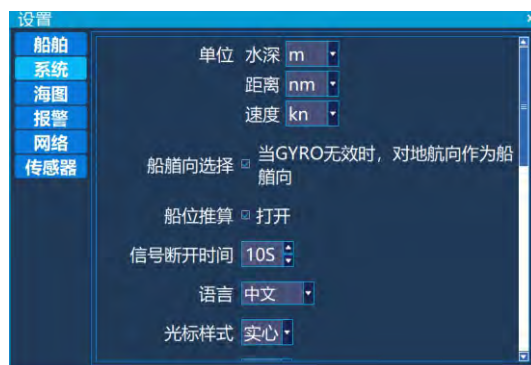 设置
船舶
系统
海图
报警
网络
传感器
单位 水深 m
距离 nm
速度 kn
船艏向选择 当GYRO无效时，对地航向作为船
艏向
船位推算 打开
信号断开时间 10S
语言 中文
光标样式 实心